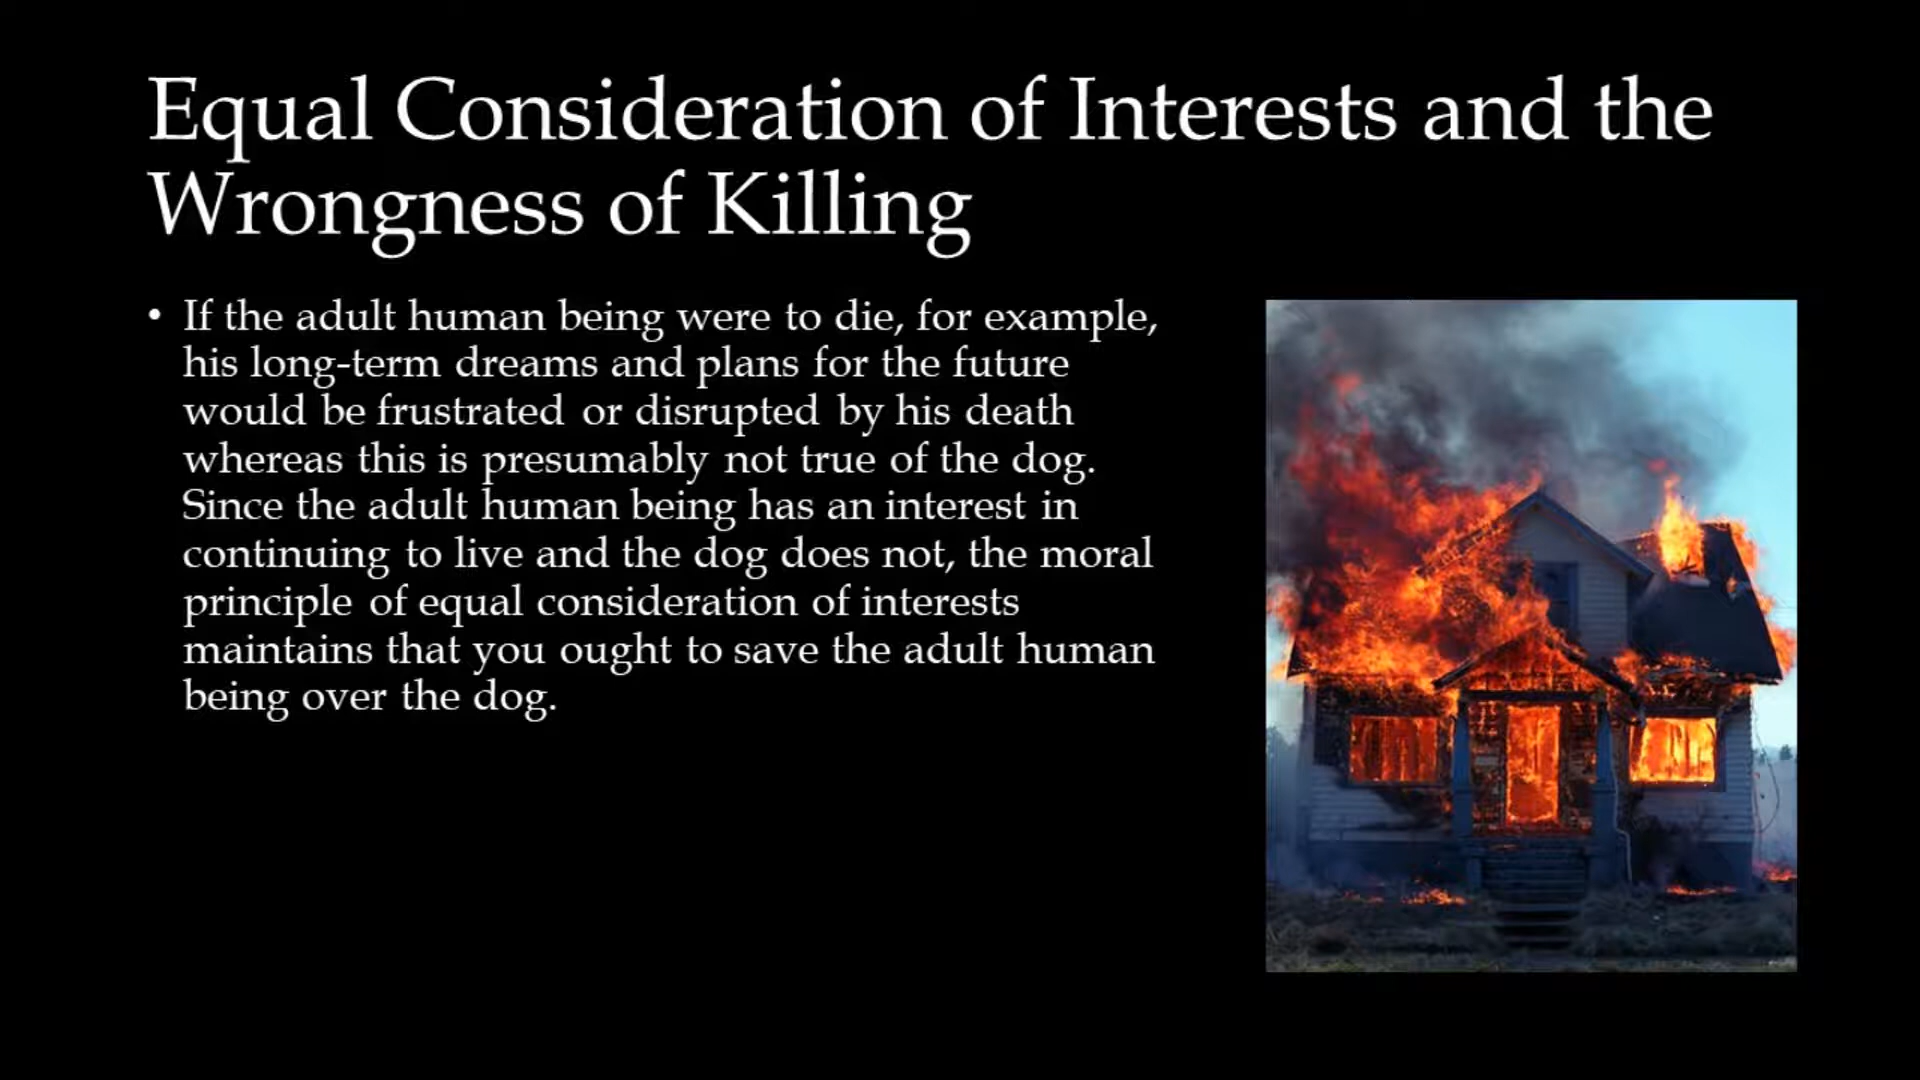 Equal Consideration of Interests and the
Wrongness of Killing
• If the adult human being were to die, for example,
his long-term dreams and plans for the future
would be frustrated or disrupted by his death
whereas this is presumably not true of the dog.
Since the adult human being has an interest in
continuing to live and the dog does not, the moral
principle of equal consideration of interests
maintains that you ought to save the adult human
being over the dog.